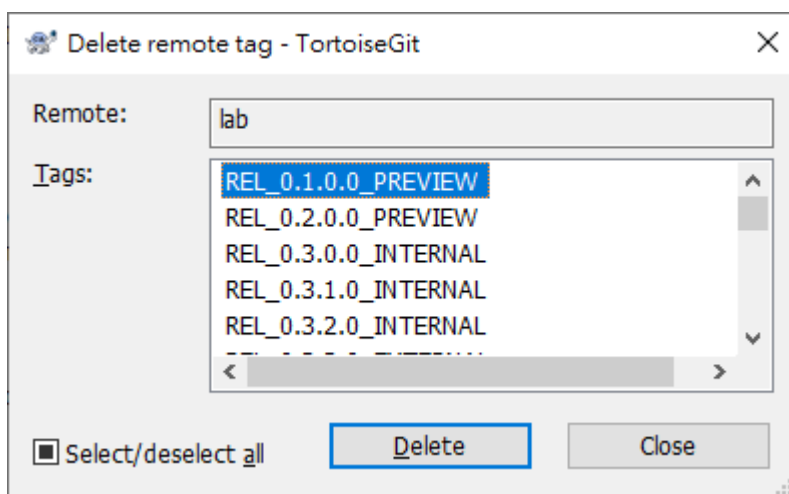 Delete remote tag - TortoiseGit
Remote:
lab
Tags:
REL_0.1.0.0_PREVIEW
REL_0.2.0.0_PREVIEW
REL_0.3.0.0_INTERNAL
REL_0.3.1.0_INTERNAL
REL_0.3.2.0_INTERNAL
Select/deselect all
Delete
Close